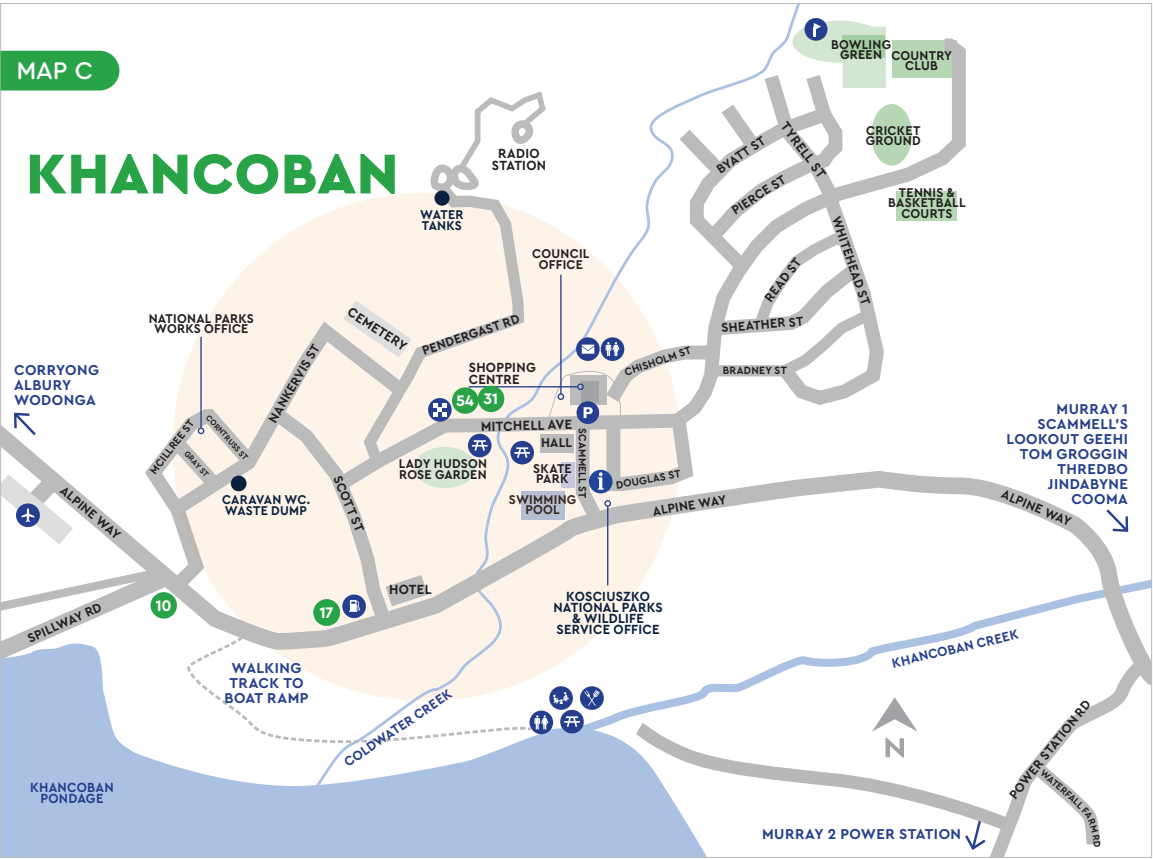 MAP C
KHANCOBAN
BOWLING
GREEN
COUNTRY
CLUB
CRICKET
GROUND
TENNIS &
BASKETBALL
COURTS
RADIO
STATION
WATER
TANKS
BYATT ST
TYRELL ST
PIERCE ST
WHITEHEAD ST
READ ST
SHEATHER ST
BRADNEY ST
COUNCIL
OFFICE
CHISHOLM ST
NATIONAL PARKS
WORKS OFFICE
CEMETERY
PENDERGAST RD
NANKERVIS ST
SHOPPING
CENTRE
54
31
P
MITCHELL AVE
CORRYONG
ALBURY
WODONGA
MCILLREE ST
CORNTRUSS ST
GRAY ST
CARAVAN WC.
WASTE DUMP
SCOTT ST
LADY HUDSON
ROSE GARDEN
HALL
SKATE
PARK
SWIMMING
POOL
SCAMMELL ST
i
DOUGLAS ST
MURRAY 1
SCAMMELL'S
LOOKOUT GEEHI
TOM GROGGIN
THREDBO
JINDABYNE
COOMA
ALPINE WAY
ALPINE WAY
ALPINE WAY
HOTEL
10
17
SPILLWAY RD
KOSCIUSZKO
NATIONAL PARKS
& WILDLIFE
SERVICE OFFICE
WALKING
TRACK TO
BOAT RAMP
COLDWATER CREEK
KHANCOBAN CREEK
N
KHANCOBAN
PONDAGE
POWER STATION RD
WATERFALL FARM RD
MURRAY 2 POWER STATION